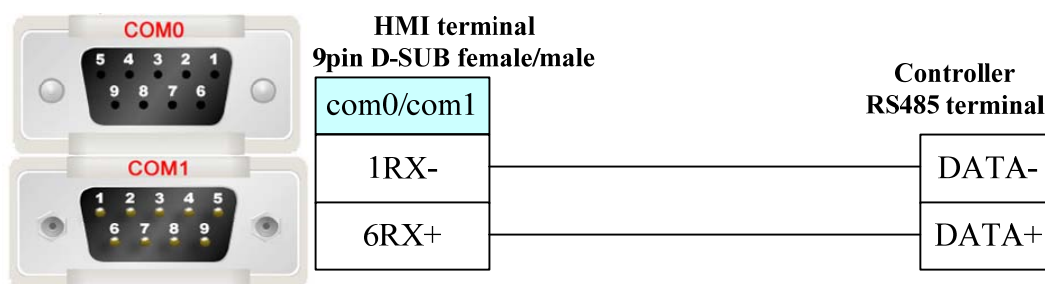 COM0
5 4 3 2 1
9 8 7 6
COM1
1 2 3 4 5
6 7 8 9
HMI terminal
9pin D-SUB female/male
com0/com1
1RX-
6RX+
Controller
RS485 terminal
DATA-
DATA+